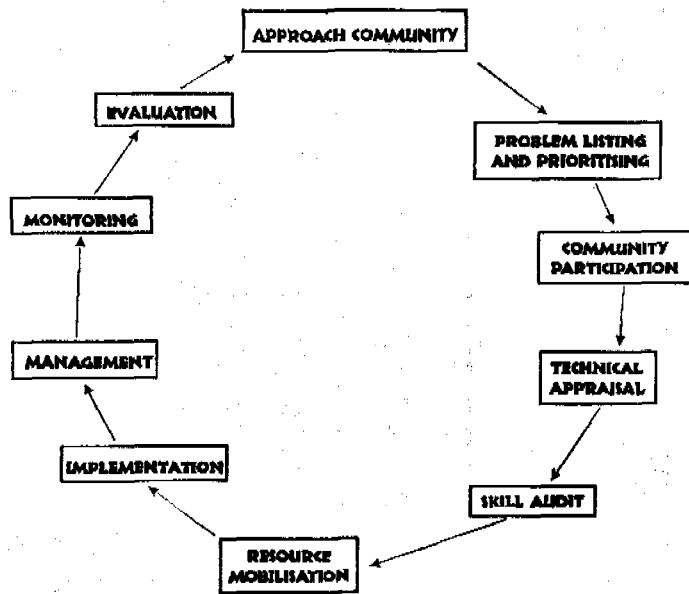 APPROACH COMMUNITY
PROBLEM LISTING
AND PRIORITISING
COMMUNITY
PARTICIPATION
TECHNICAL
APPRAISAL
SKILL AUDIT
RESOURCE
MOBILISATION
IMPLEMENTATION
MANAGEMENT
MONITORING
EVALUATION